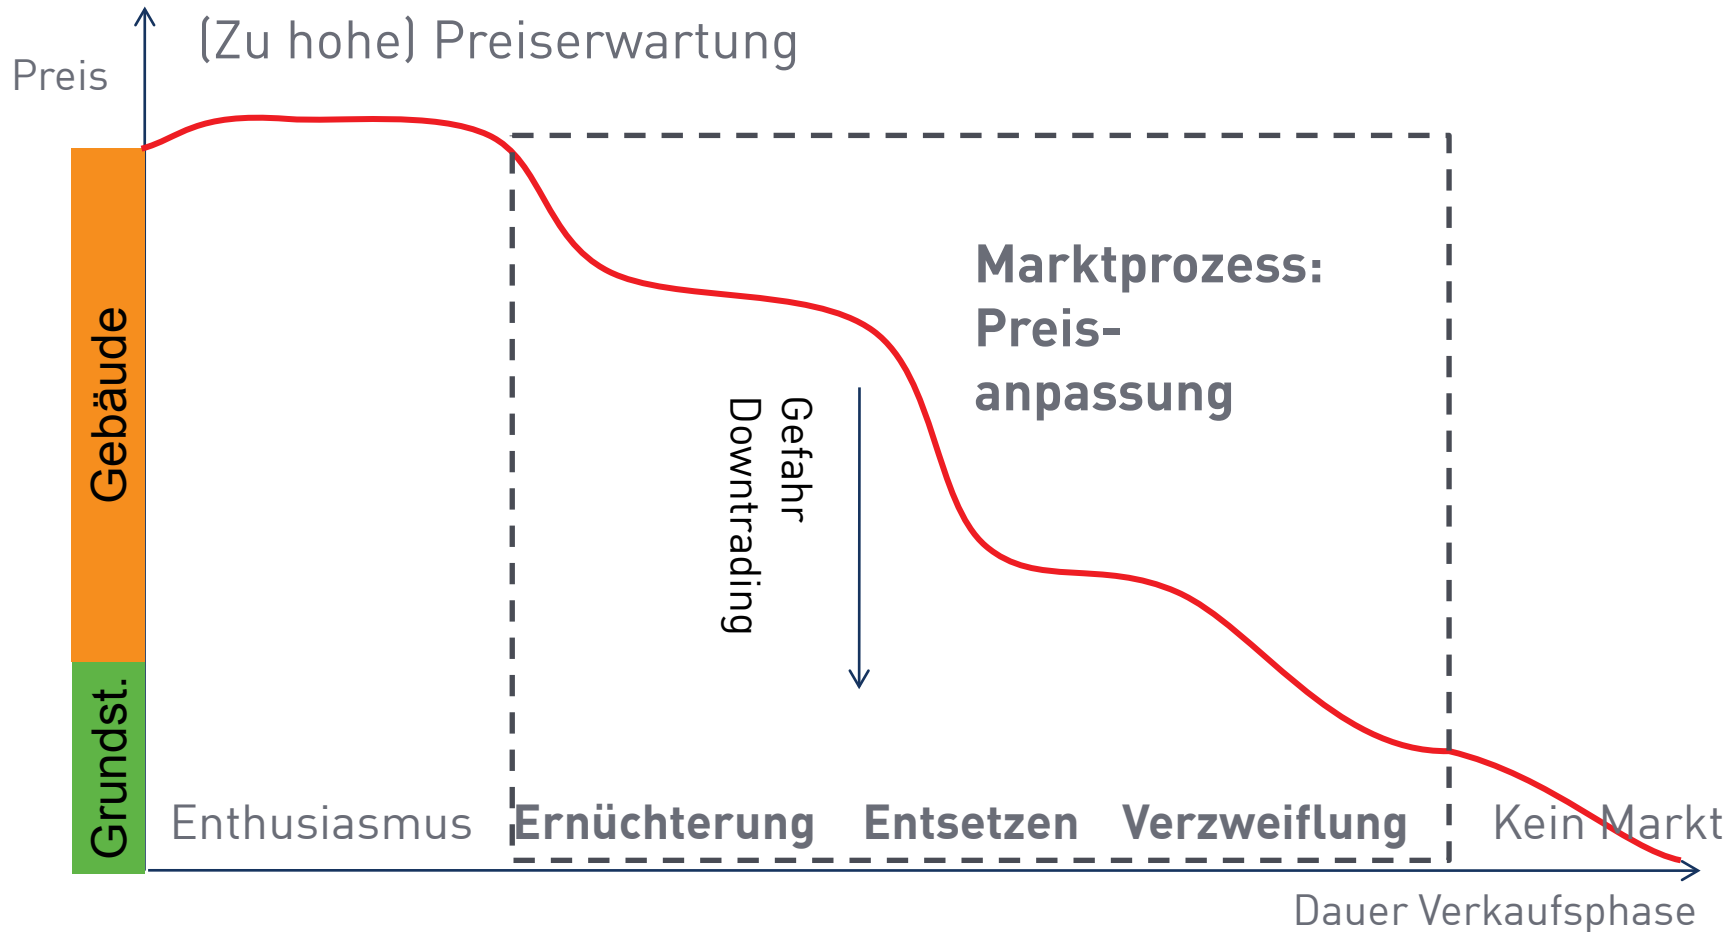 (Zu hohe) Preiserwartung
Preis
Marktprozess:
Preis-
anpassung
Gebäude
Gefahr
Downtrading
Grundst.
Enthusiasmus
Ernüchterung
Entsetzen
Verzweiflung
Kein Markt
Dauer Verkaufsphase